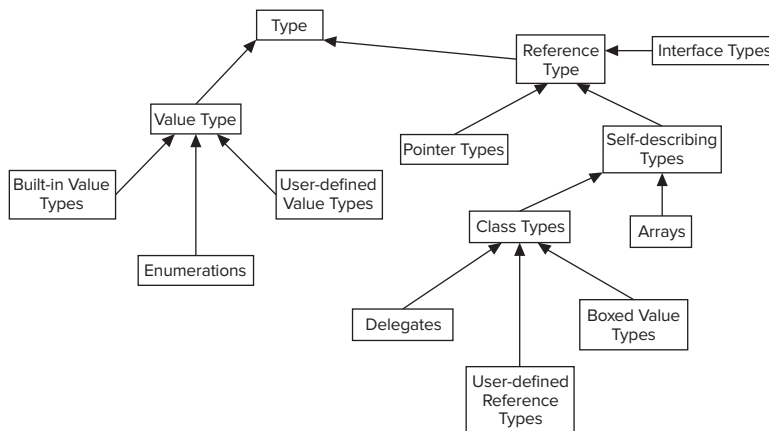 Type
Reference
Type
Interface Types
Value Type
Pointer Types
Self-describing
Types
Built-in Value
Types
User-defined
Value Types
Class Types
Arrays
Enumerations
Delegates
Boxed Value
Types
User-defined
Reference
Types